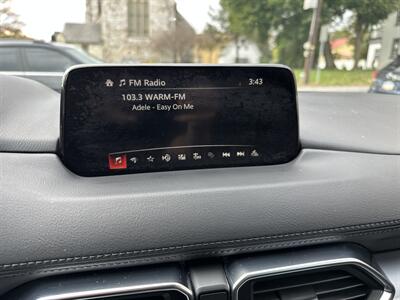 FM Radio 3:43
103.3 WARM-FM
Adele - Easy On Me